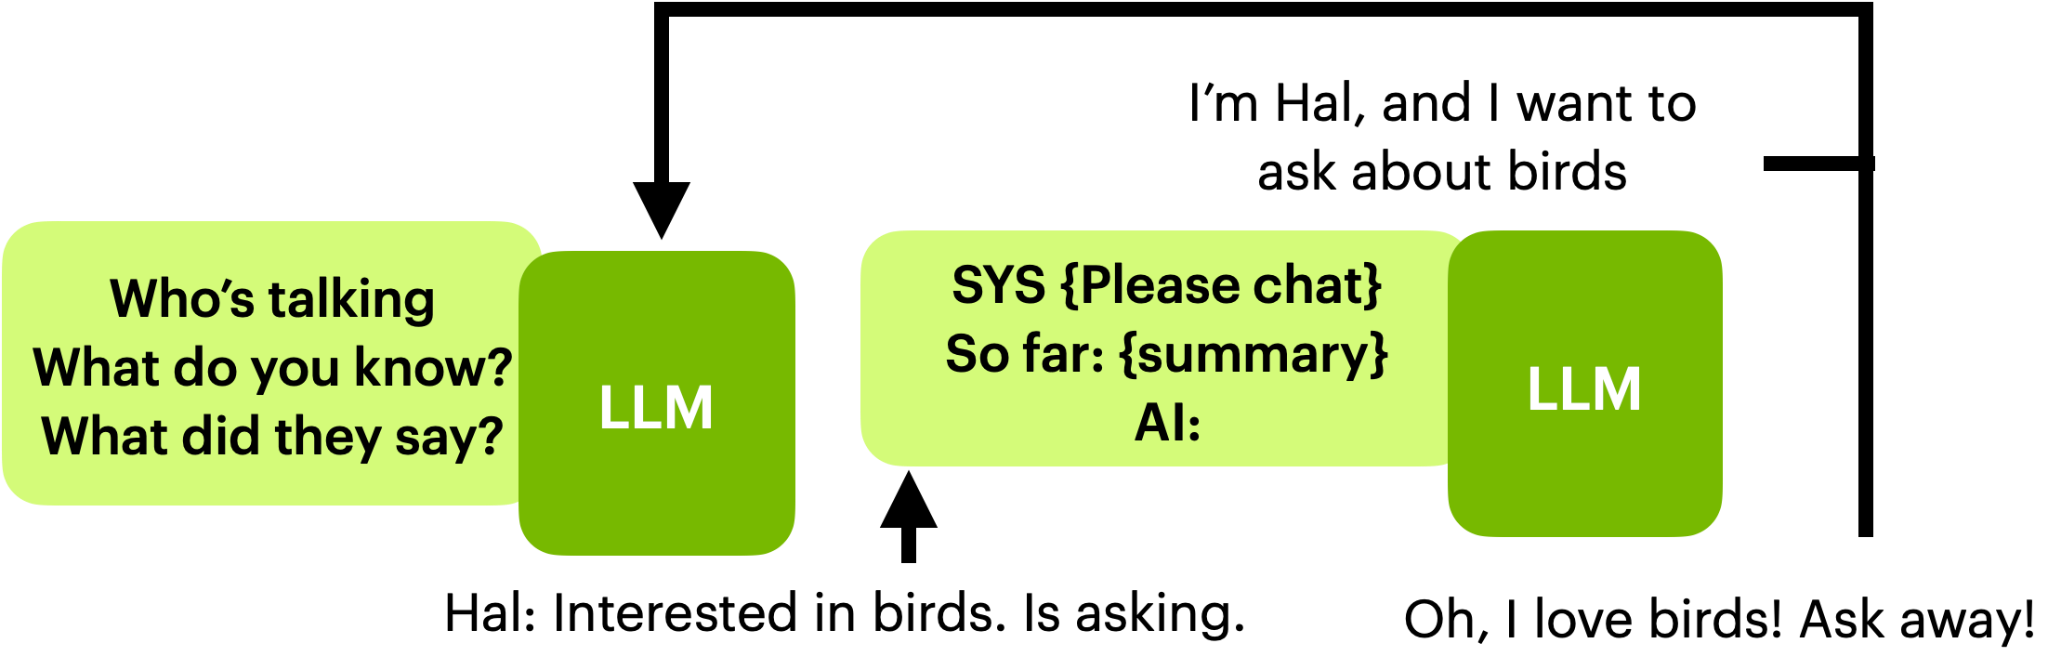 I’m Hal, and I want to
ask about birds
Who’s talking
What do you know?
What did they say?
LLM
SYS {Please chat}
So far: {summary}
AI:
LLM
Hal: Interested in birds. Is asking.
Oh, I love birds! Ask away!